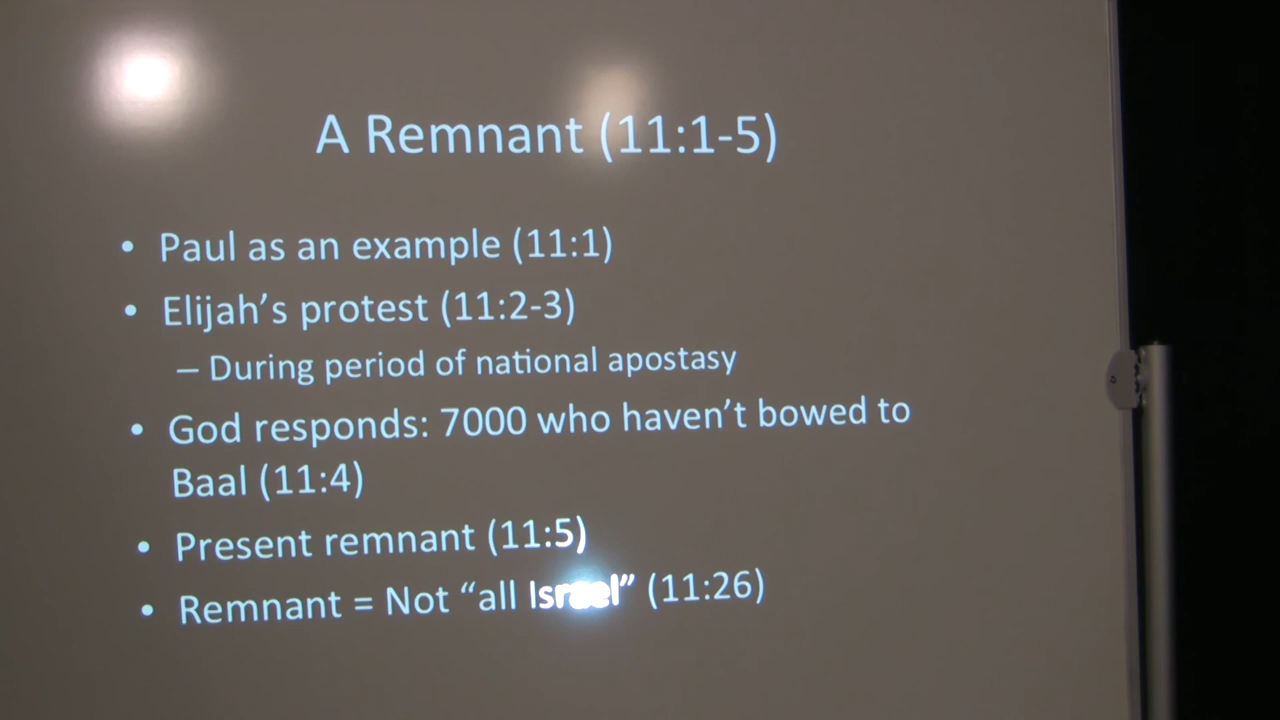 A Remnant (11:1-5)
• Paul as an example (11:1)
• Elijah’s protest (11:2-3)
– During period of national apostasy
• God responds: 7000 who haven’t bowed to
Baal (11:4)
• Present remnant (11:5)
• Remnant = Not “all Israel” (11:26)